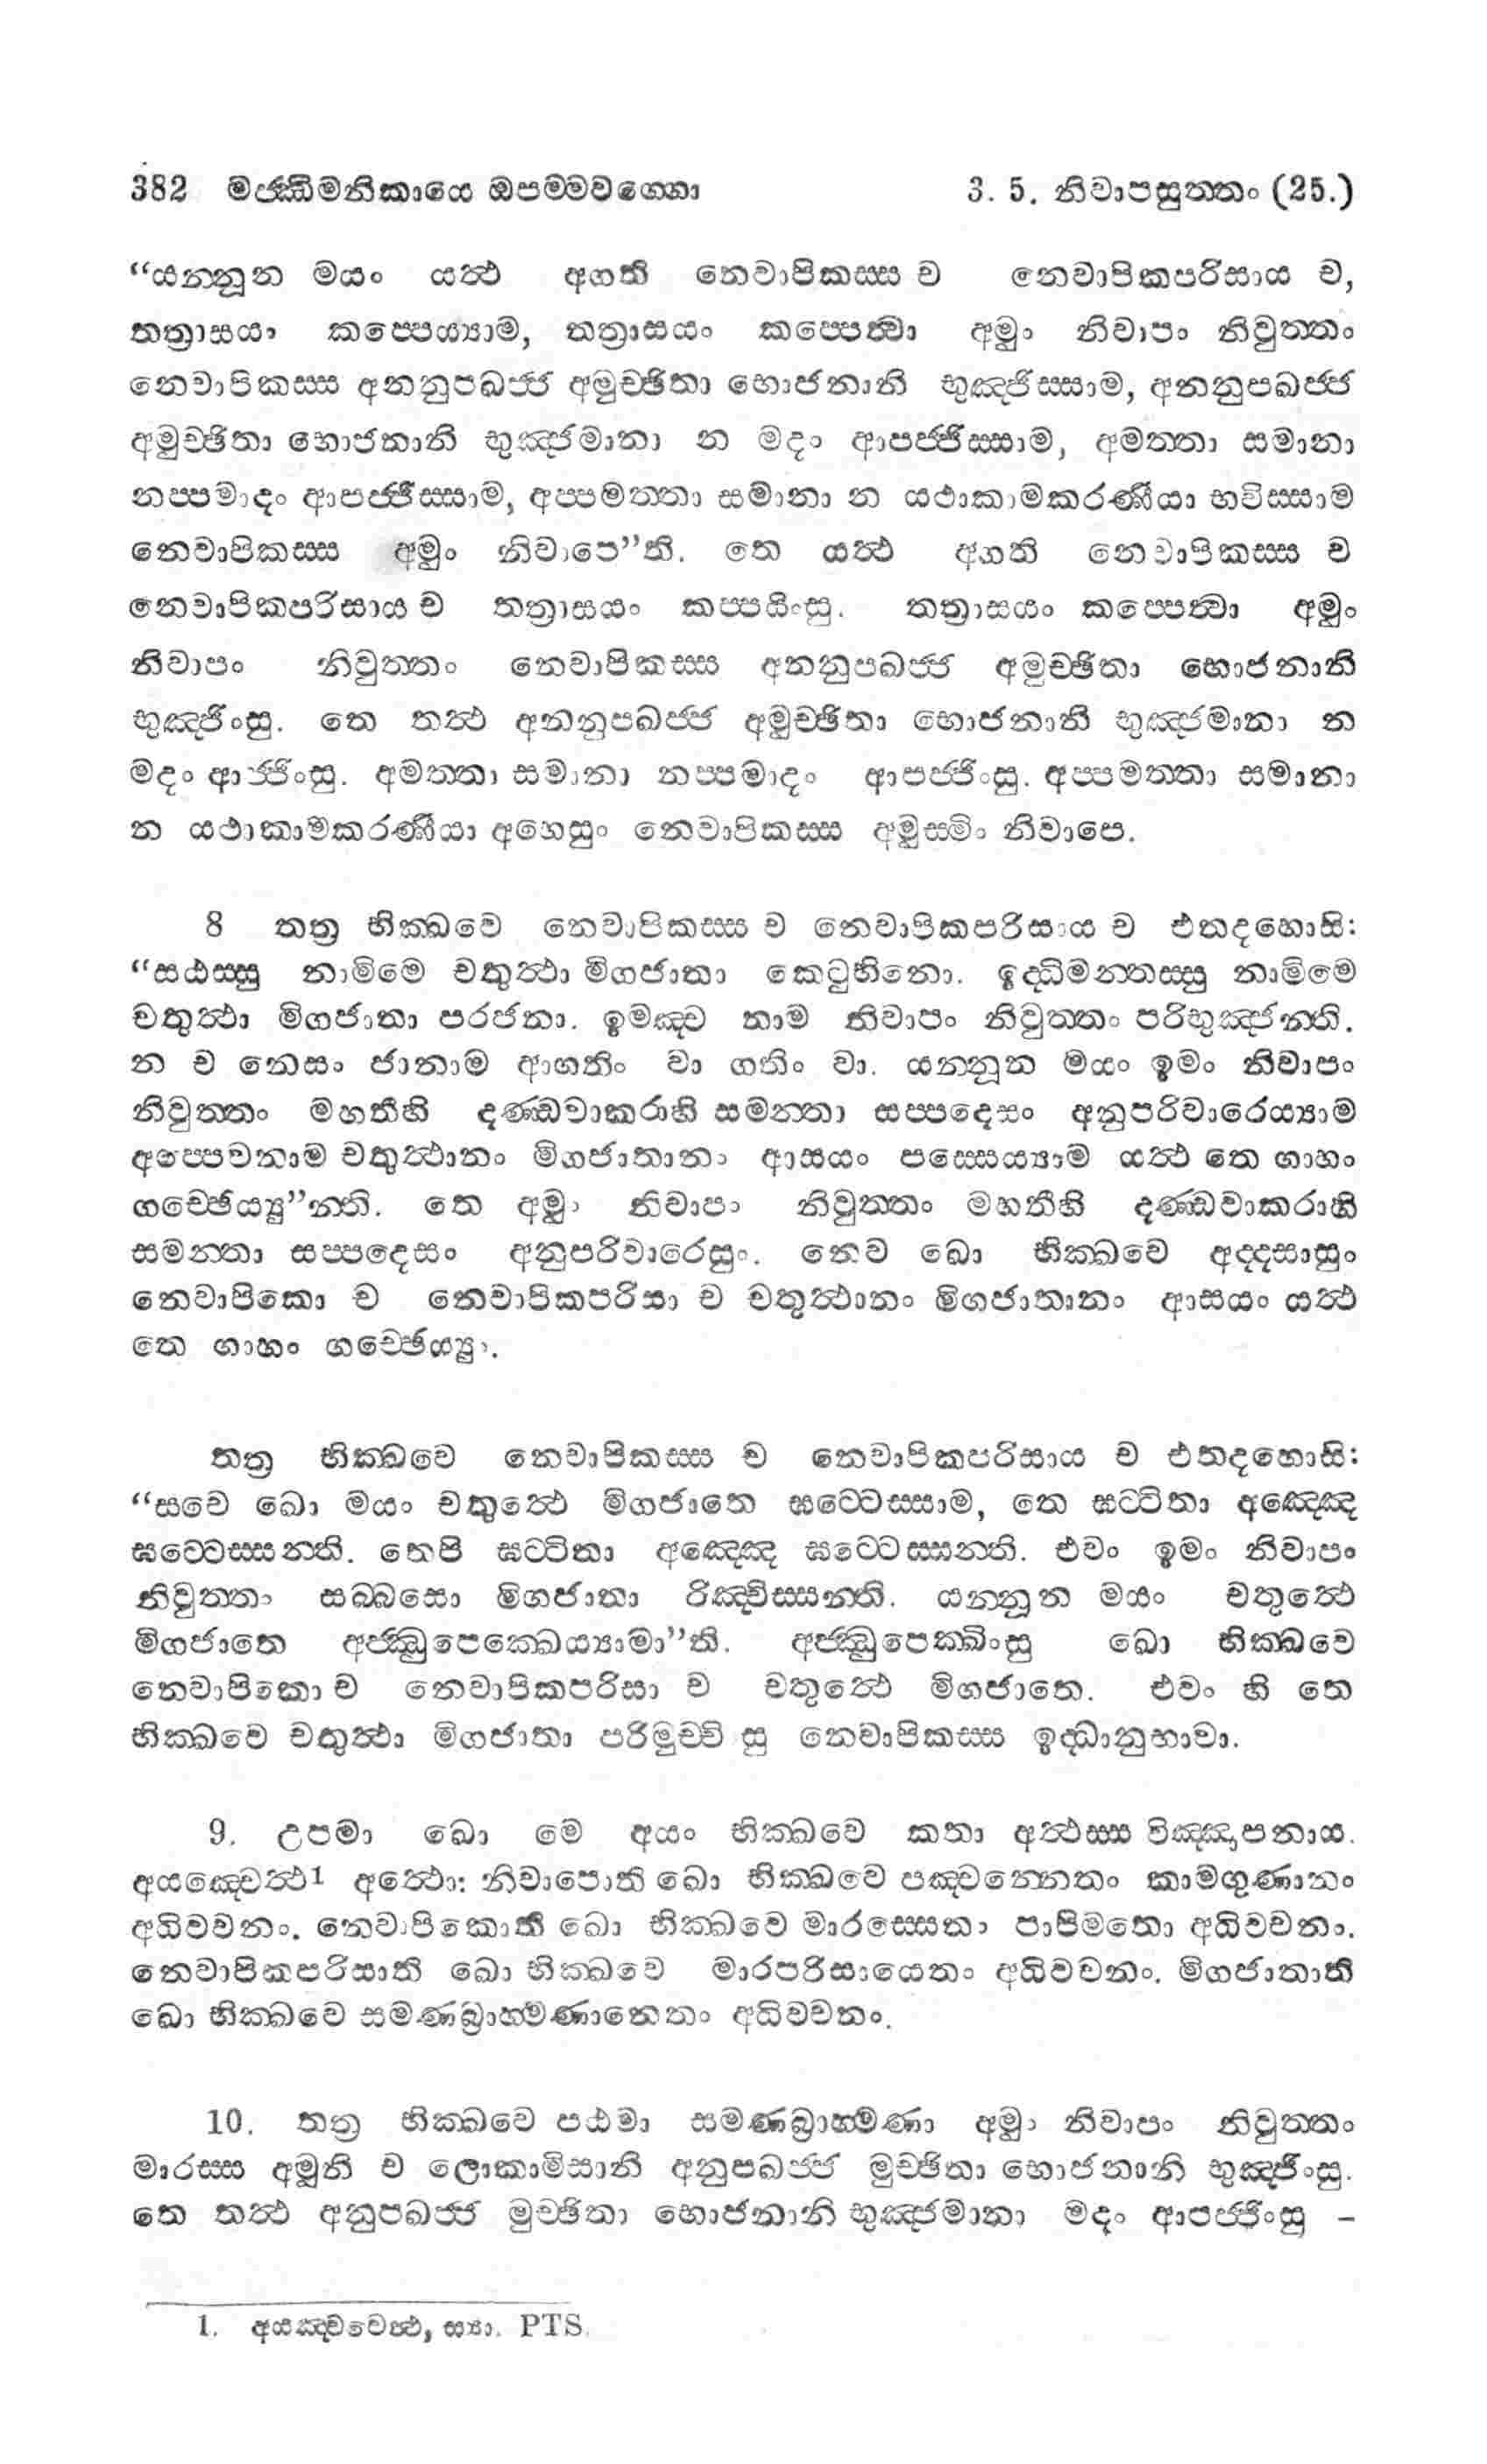 382 මජ්ඣිමනිකායෙ ඔපම්මවග්ගො 3. 5. නිවාපසුත්තං (25.)
“යන්නූන මයං යත්ථ අගති නෙවාපිකස්ස ච නෙවාපිකපරිසාය ච,
තත්‍රාසයං කප්පෙය්‍යාම, තත්‍රාසයං කප්පෙත්වා අමුං නිවාපං නිවුත්තං
නෙවාපිකස්ස අනනුපඛජ්ජ අමුච්ඡිතා භොජනානි භුඤ්ජිස්සාම, අනනුපඛජ්ජ
අමුච්ඡිතා භොජනානි භුඤ්ජමානා න මදං ආපජ්ජිස්සාම, අමත්තා සමානා
නප්පමාදං ආපජ්ජිස්සාම, අප්පමත්තා සමානා න යථාකාමකරණීයා භවිස්සාම
නෙවාපිකස්ස අමුං නිවාපෙ”ති. තෙ යත්ථ අගති නෙවාපිකස්ස ච
නෙවාපිකපරිසාය ච තත්‍රාසයං කප්පයිංසු. තත්‍රාසයං කප්පෙත්වා අමුං
නිවාපං නිවුත්තං නෙවාපිකස්ස අනනුපඛජ්ජ අමුච්ඡිතා භොජනානි
භුඤ්ජිංසු. තෙ තත්ථ අනනුපඛජ්ජ අමුච්ඡිතා භොජනානි භුඤ්ජමානා න
මදං ආජ්ජිංසු. අමත්තා සමානා නප්පමාදං ආපජ්ජිංසු. අප්පමත්තා සමානා
න යථාකාමකරණීයා අහෙසුං නෙවාපිකස්ස අමුස්මිං නිවාපෙ.
8 තත්‍ර භික්ඛවෙ නෙවාපිකස්ස ච නෙවාපිකපරිසාය ච එතදහොසි:
“සඨස්සු නාමිමෙ චතුත්ථා මිගජාතා කෙටුභිනො. ඉද්ධිමන්තස්සු නාමිමෙ
චතුත්ථා මිගජාතා පරජනා. ඉමඤ්ච නාම නිවාපං නිවුත්තං පරිභුඤ්ජන්ති.
න ච නෙසං ජානාම ආගතිං වා ගතිං වා. යන්නූන මයං ඉමං නිවාපං
නිවුත්තං මහතීහි දණ්ඩවාකරාහි සමන්තා සප්පදෙසං අනුපරිවාරෙය්‍යාම
අප්පෙවනාම චතුත්ථානං මිගජාතානං ආසයං පස්සෙය්‍යාම යත්ථ තෙ ගාහං
ගච්ඡෙය්‍යු”න්ති. තෙ අමුං නිවාපං නිවුත්තං මහතීහි දණ්ඩවාකරාහි
සමන්තා සප්පදෙසං අනුපරිවාරෙසුං. නෙව ඛො භික්ඛවෙ අද්දසාසුං
නෙවාපිකො ච නෙවාපිකපරිසා ච චතුත්ථානං මිගජාතානං ආසයං යත්ථ
තෙ ගාහං ගච්ඡෙය්‍යුං.
තත්‍ර භික්ඛවෙ නෙවාපිකස්ස ච නෙවාපිකපරිසාය ච එතදහොසි:
“සචෙ ඛො මයං චතුත්ථෙ මිගජාතෙ ඝට්ටෙස්සාම, තෙ ඝට්ටිතා අඤ්ඤෙ
ඝට්ටෙස්සන්ති. තෙපි ඝට්ටිතා අඤ්ඤෙ ඝට්ටෙස්සන්ති. එවං ඉමං නිවාපං
නිවුත්තං සබ්බසො මිගජාතා රිඤ්චිස්සන්ති. යන්නූන මයං චතුත්ථෙ
මිගජාතෙ අජ්ඣුපෙක්ඛෙය්‍යාමා”ති. අජ්ඣුපෙක්ඛිංසු ඛො භික්ඛවෙ
නෙවාපිකො ච නෙවාපිකපරිසා ච චතුත්ථෙ මිගජාතෙ. එවං හි තෙ
භික්ඛවෙ චතුත්ථා මිගජාතා පරිමුච්චිංසු නෙවාපිකස්ස ඉද්ධානුභාවා.
9. උපමා ඛො මෙ අයං භික්ඛවෙ කතා අත්ථස්ස විඤ්ඤාපනාය.
අයඤ්චෙත්ථ1 අත්ථො: නිවාපොති ඛො භික්ඛවෙ පඤ්චන්නෙතං කාමගුණානං
අධිවචනං. නෙවාපිකොති ඛො භික්ඛවෙ මාරස්සෙතං පාපිමතො අධිවචනං.
නෙවාපිකපරිසාති ඛො භික්ඛවෙ මාරපරිසායෙතං අධිවචනං. මිගජාතාති
ඛො භික්ඛවෙ සමණබ්‍රාහ්මණානෙතං අධිවචනං.
10. තත්‍ර භික්ඛවෙ පඨමා සමණබ්‍රාහ්මණා අමුං නිවාපං නිවුත්තං
මාරස්ස අමූනි ච ලොකාමිසානි අනුපඛජ්ජ මුච්ඡිතා භොජනානි භුඤ්ජිංසු.
තෙ තත්ථ අනුපඛජ්ජ මුච්ඡිතා භොජනානි භුඤ්ජමානා මදං ආපජ්ජිංසු –
1. අයඤ්චවෙත්ථ, ස්‍යා. PTS.